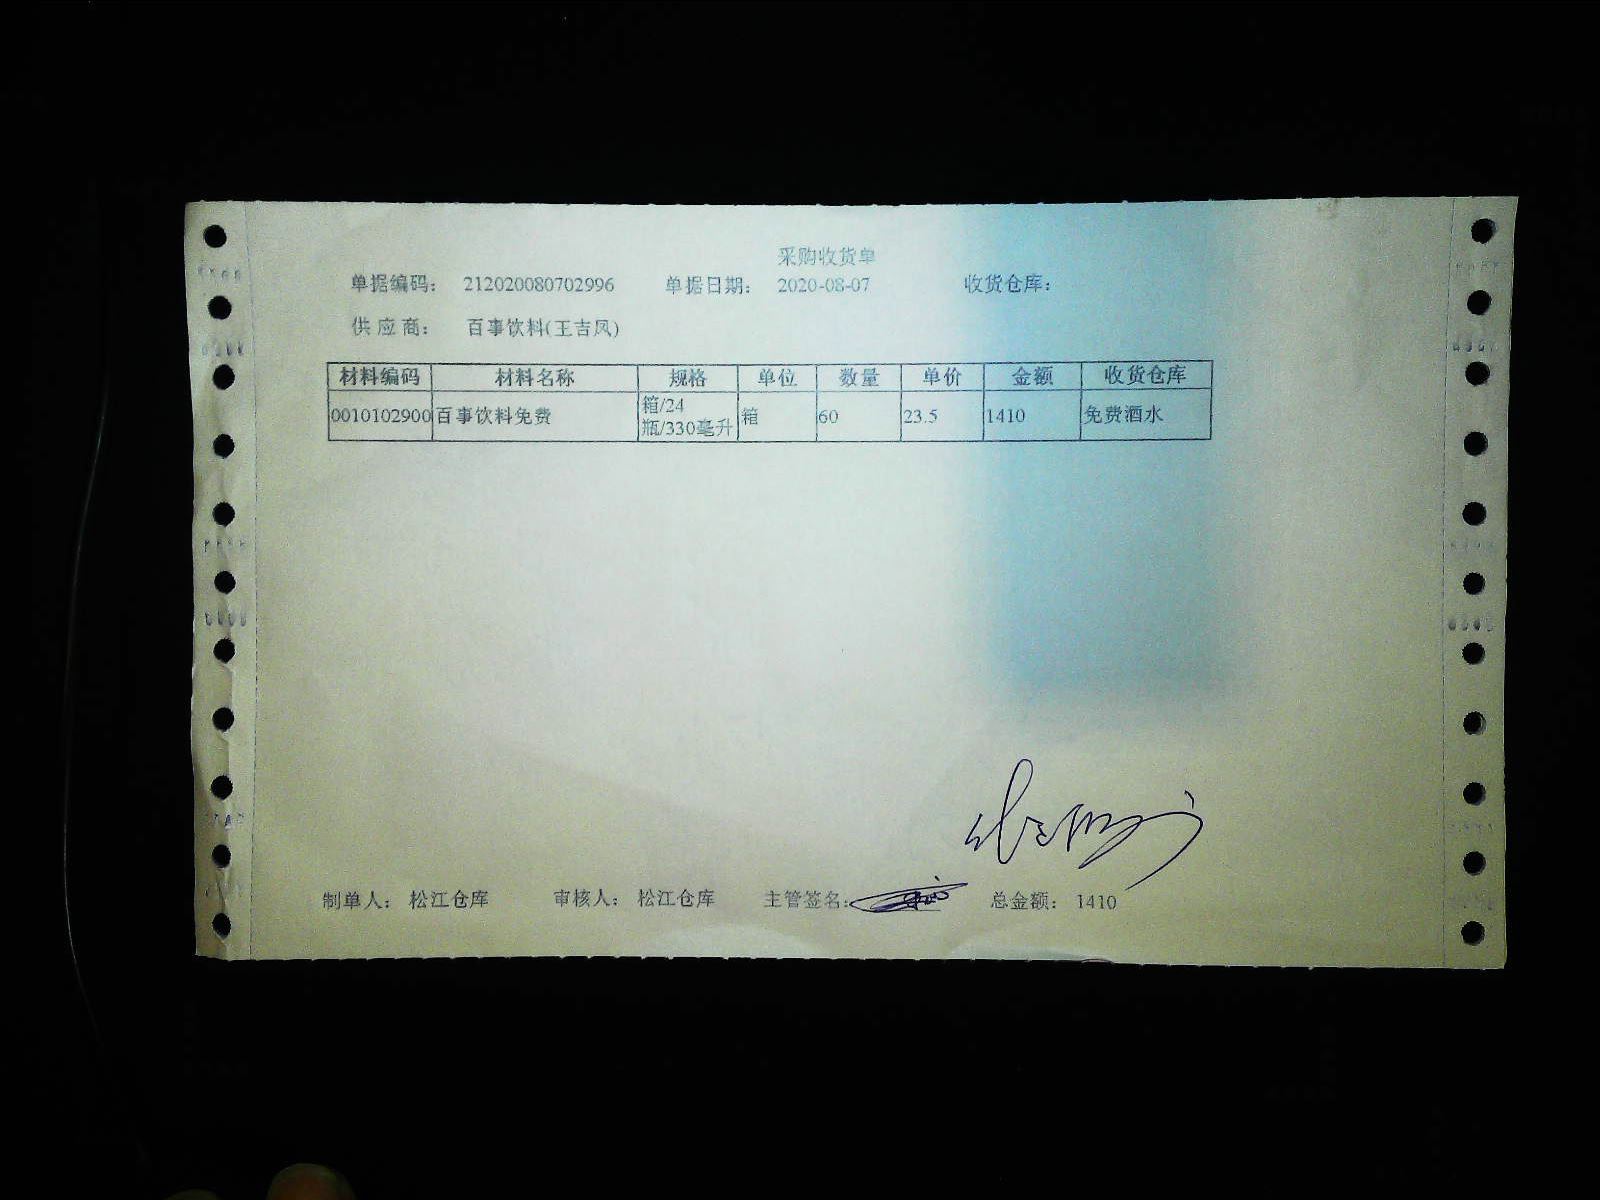 采购收货单
单据编码： 212020080702996 单据日期： 2020-08-07 收货仓库：
供应商： 百事饮料(王吉凤)
材料编码 材料名称 规格 单位 数量 单价 金额 收货仓库
0010102900 百事饮料免费 箱/24瓶/330毫升 箱 60 23.5 1410 免费酒水
制单人： 松江仓库 审核人： 松江仓库 主管签名： 总金额： 1410